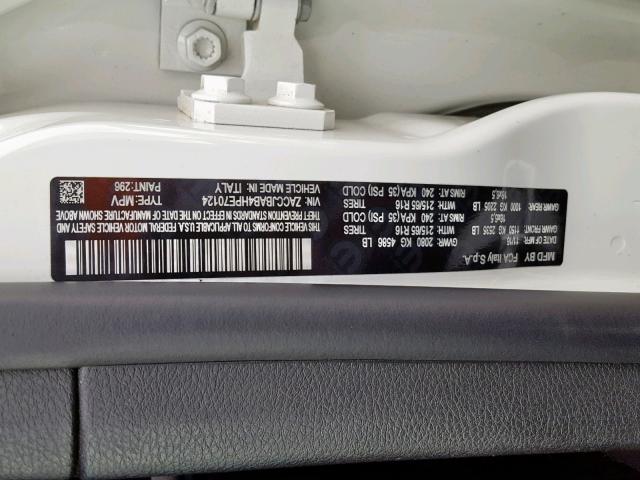 MFD BY FCA Italy S.p.A.
DATE OF MFR: 11/16 GVWR: 2080 KG 4586 LB
GAWR FRONT: 1150 KG 2535 LB TIRES
16x6.5 WITH: 215/65 R16 RIMS AT: 240 KPA (35 PSI) COLD
GAWR REAR: 1000 KG 2205 LB TIRES
16x6.5 WITH: 215/65 R16 RIMS AT: 240 KPA (35 PSI) COLD
THIS VEHICLE CONFORMS TO ALL APPLICABLE U.S.A. FEDERAL MOTOR VEHICLE SAFETY AND
THEFT PREVENTION STANDARDS IN EFFECT ON THE DATE OF MANUFACTURE SHOWN ABOVE
VIN: ZACCJBAB4HPE70124 TYPE: MPV
VEHICLE MADE IN: ITALY PAINT: 296